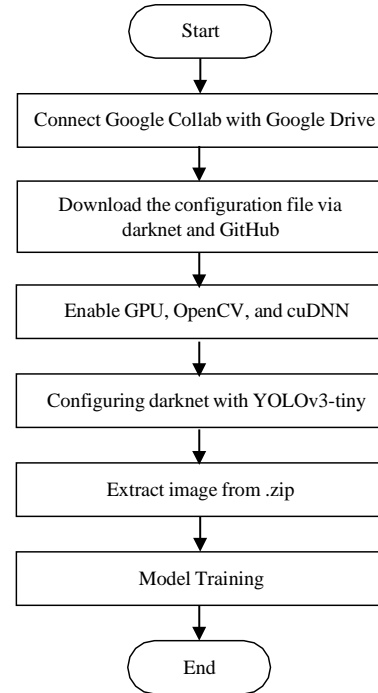 Start
Connect Google Collab with Google Drive
Download the configuration file via
darknet and GitHub
Enable GPU, OpenCV, and cuDNN
Configuring darknet with YOLOv3-tiny
Extract image from .zip
Model Training
End